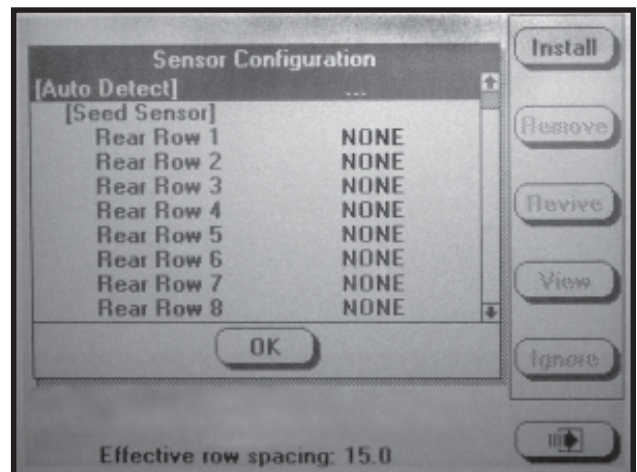 Sensor Configuration
[Auto Detect] ...
[Seed Sensor]
Rear Row 1 NONE
Rear Row 2 NONE
Rear Row 3 NONE
Rear Row 4 NONE
Rear Row 5 NONE
Rear Row 6 NONE
Rear Row 7 NONE
Rear Row 8 NONE
OK
Effective row spacing: 15.0
Install
Remove
Revive
View
Ignore